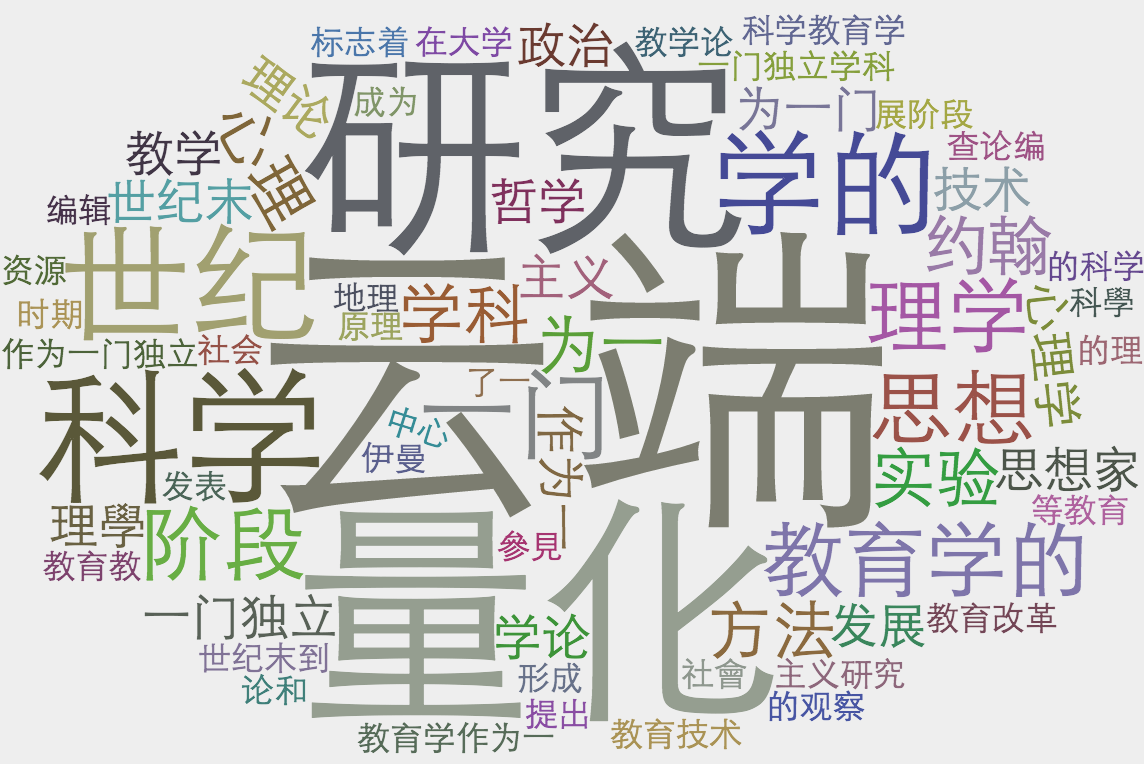 标志着
在大学
政治
教学论
科学教育学
一门独立学科
理论
成为
研究
为一门
展阶段
心理
教学
学的
查论编
编辑
世纪末
哲学
技术
世纪
约翰
资源
主义
云端
的科学
时期
地理
学科
原理
理学
心理学
科學
作为一门独立
社会
为一
的理
科学
了一
门
思想
中心
伊曼
作为一
发表
实验
思想家
理學
阶段
量化
參見
等教育
教育教
教育学的
一门独立
学论
方法
发展
教育改革
世纪末到
论和
形成
社會
主义研究
提出
的观察
教育学作为一
教育技术